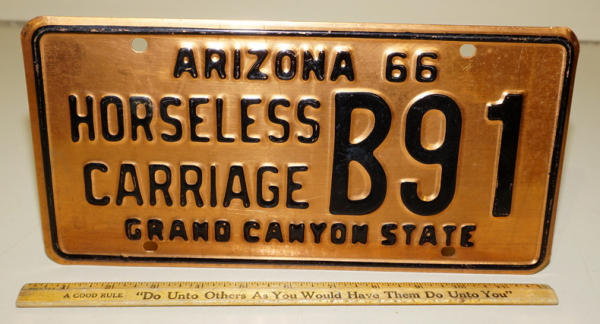 ARIZONA 66
HORSELESS
CARRIAGE
B91
GRAND CANYON STATE
A GOOD RULE "Do Unto Others As You Would Have Them Do Unto You"